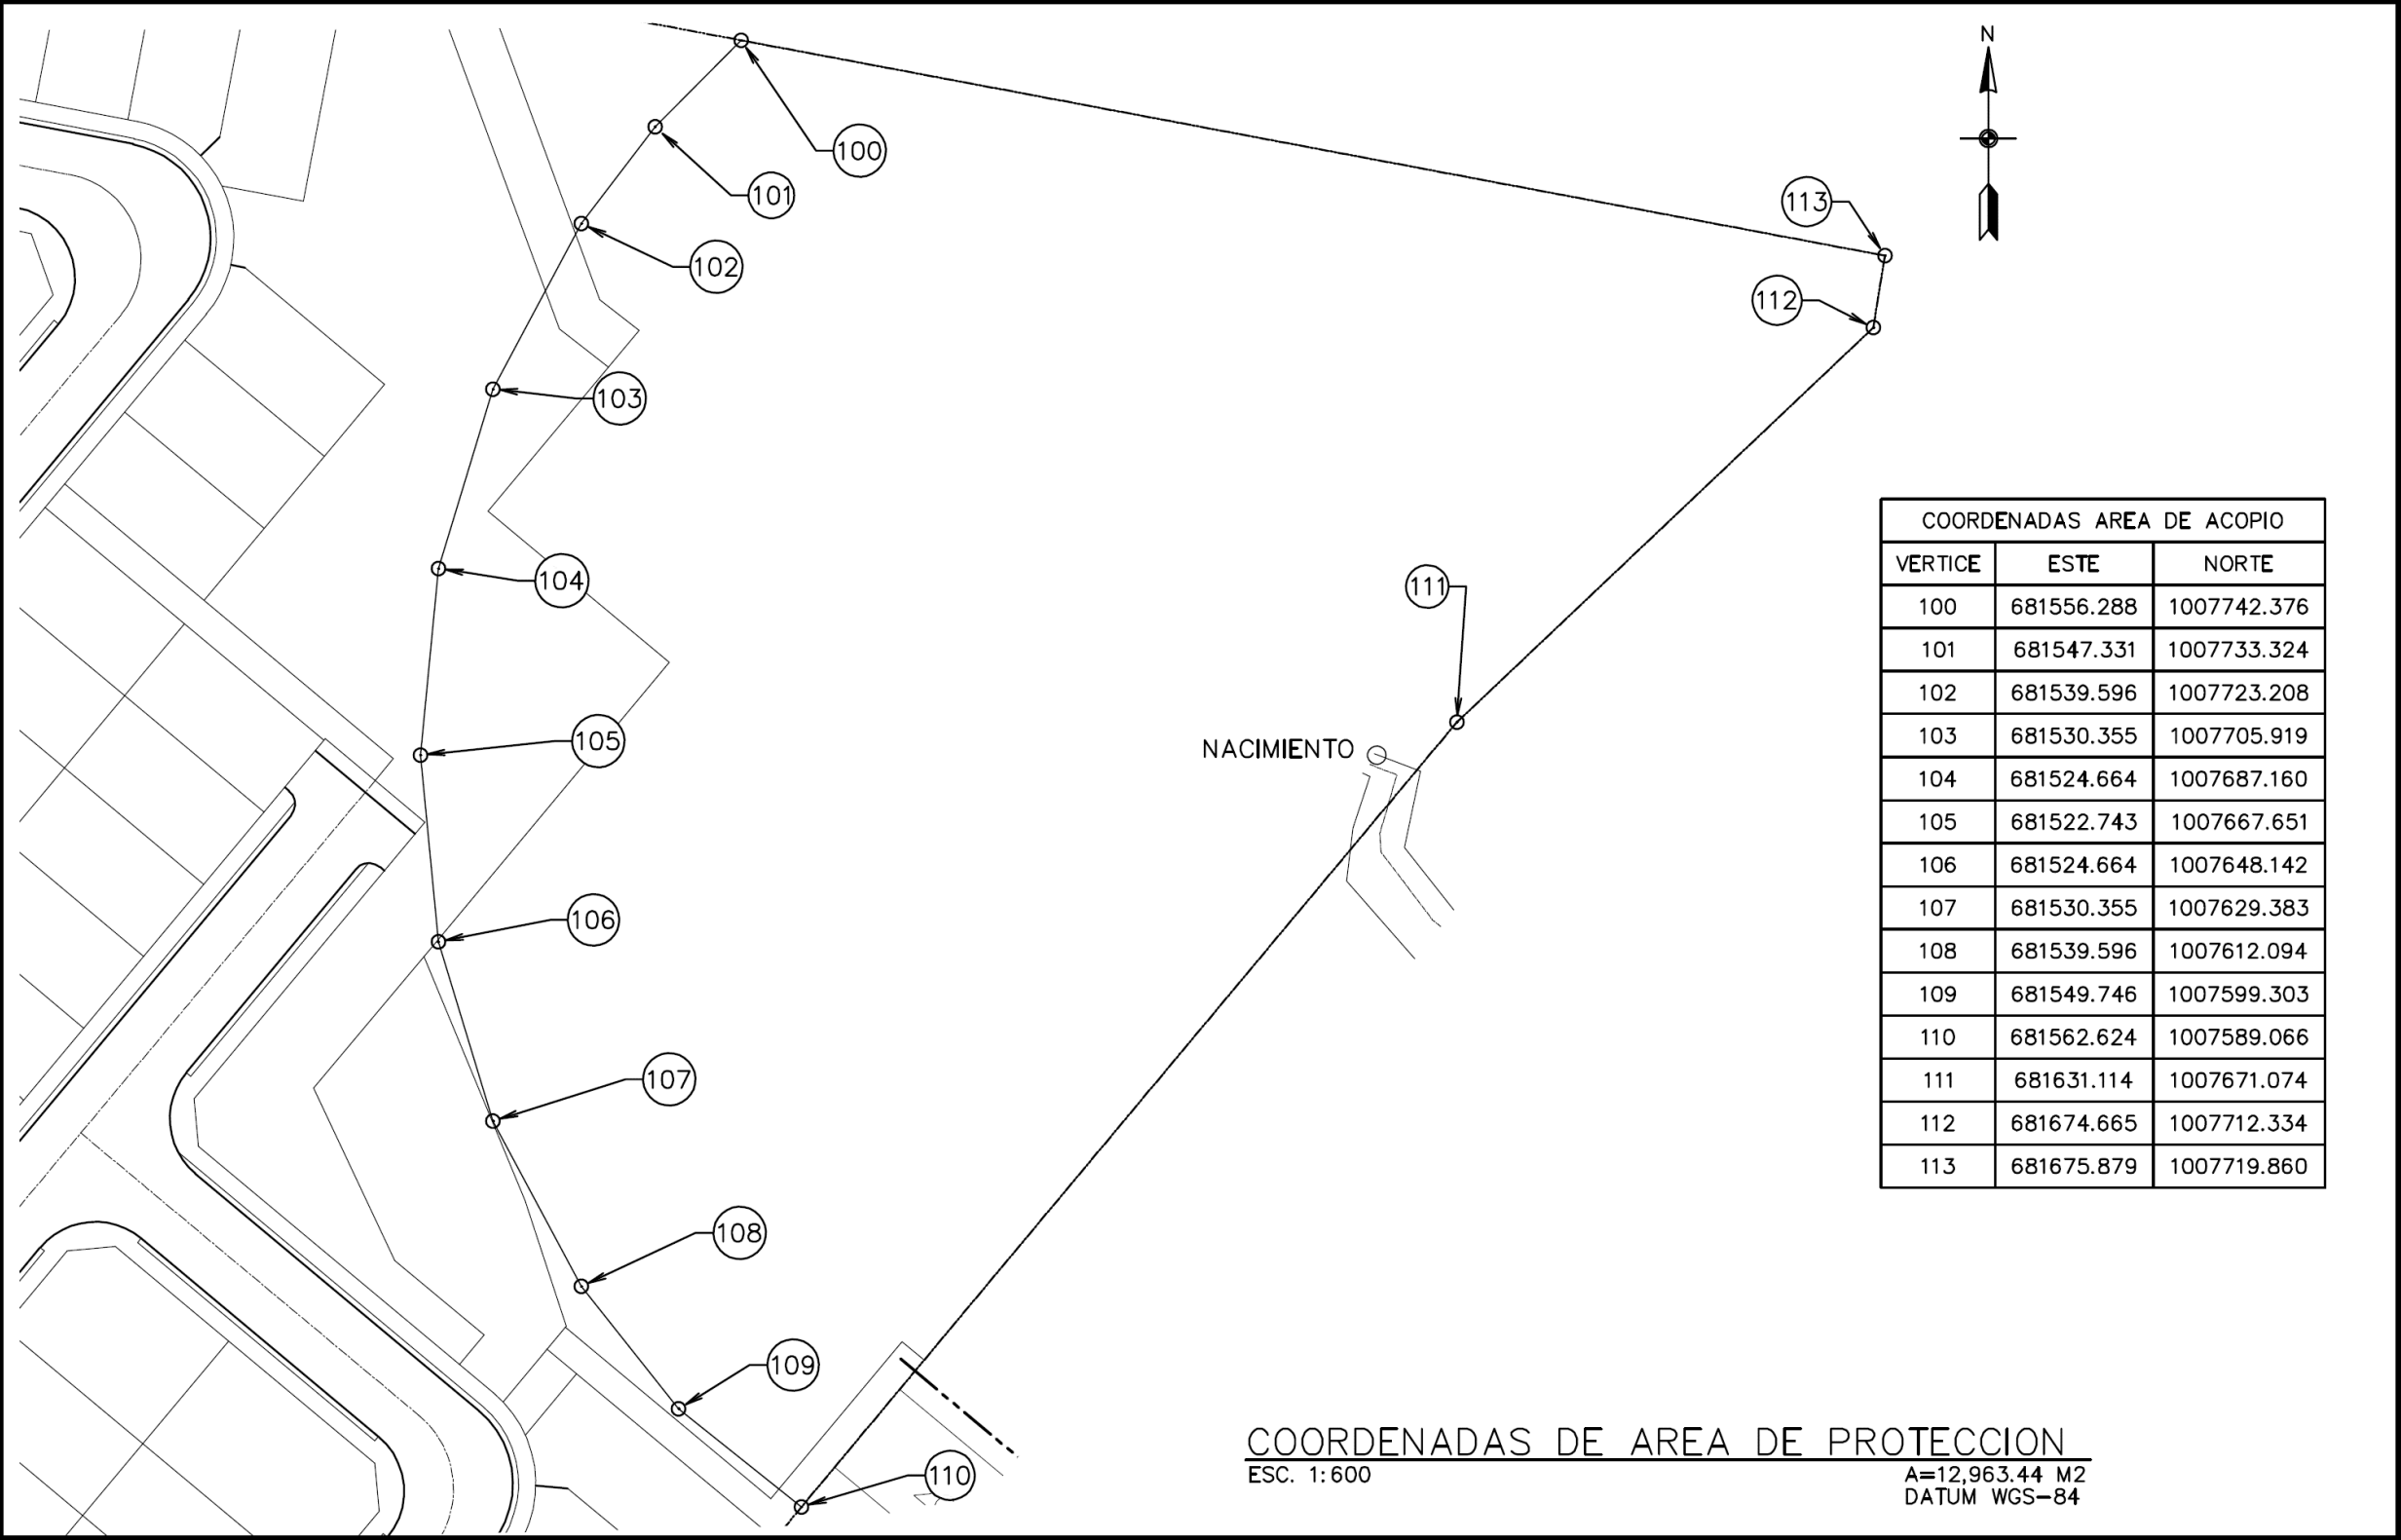 N
100
101
102
103
104
105
106
107
108
109
110
111
112
113
NACIMIENTO
COORDENADAS AREA DE ACOPIO
VERTICE ESTE NORTE
100 681556.288 1007742.376
101 681547.331 1007733.324
102 681539.596 1007723.208
103 681530.355 1007705.919
104 681524.664 1007687.160
105 681522.743 1007667.651
106 681524.664 1007648.142
107 681530.355 1007629.383
108 681539.596 1007612.094
109 681549.746 1007599.303
110 681562.624 1007589.066
111 681631.114 1007671.074
112 681674.665 1007712.334
113 681675.879 1007719.860
COORDENADAS DE AREA DE PROTECCION
ESC. 1:600
A=12,963.44 M2
DATUM WGS-84